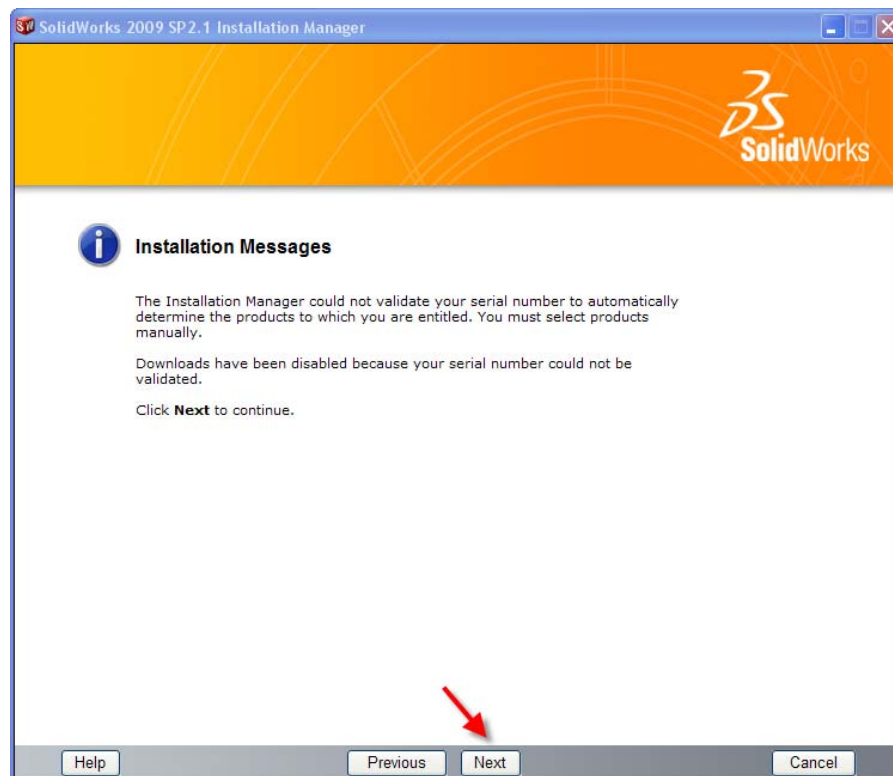 SolidWorks 2009 SP2.1 Installation Manager
SolidWorks
Installation Messages
The Installation Manager could not validate your serial number to automatically
determine the products to which you are entitled. You must select products
manually.
Downloads have been disabled because your serial number could not be
validated.
Click Next to continue.
Help
Previous
Next
Cancel